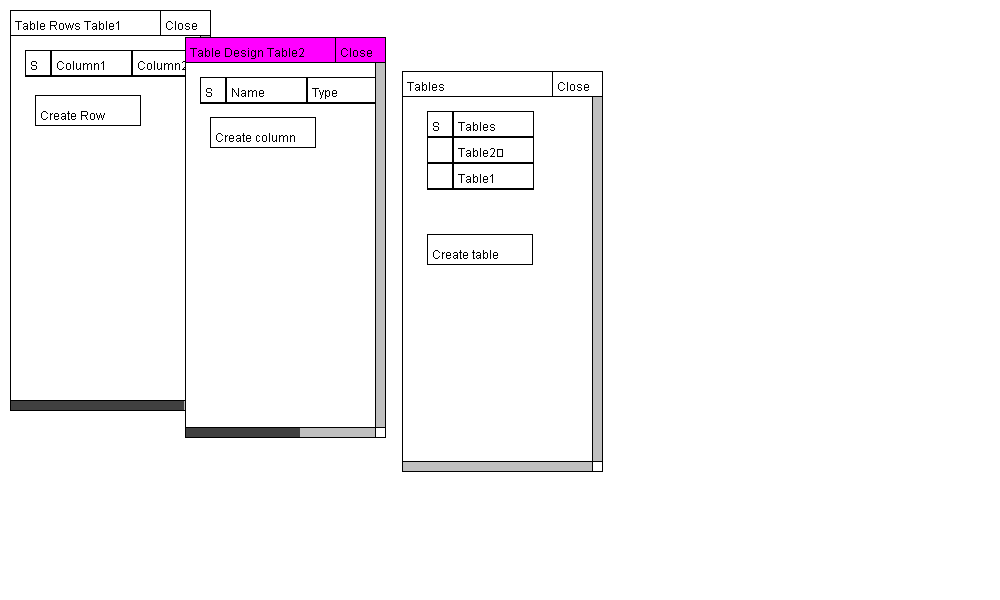 Table Rows Table1 Close
S Column1 Column2
Create Row
Table Design Table2 Close
S Name Type
Create column
Tables Close
S Tables
Table2▯
Table1
Create table